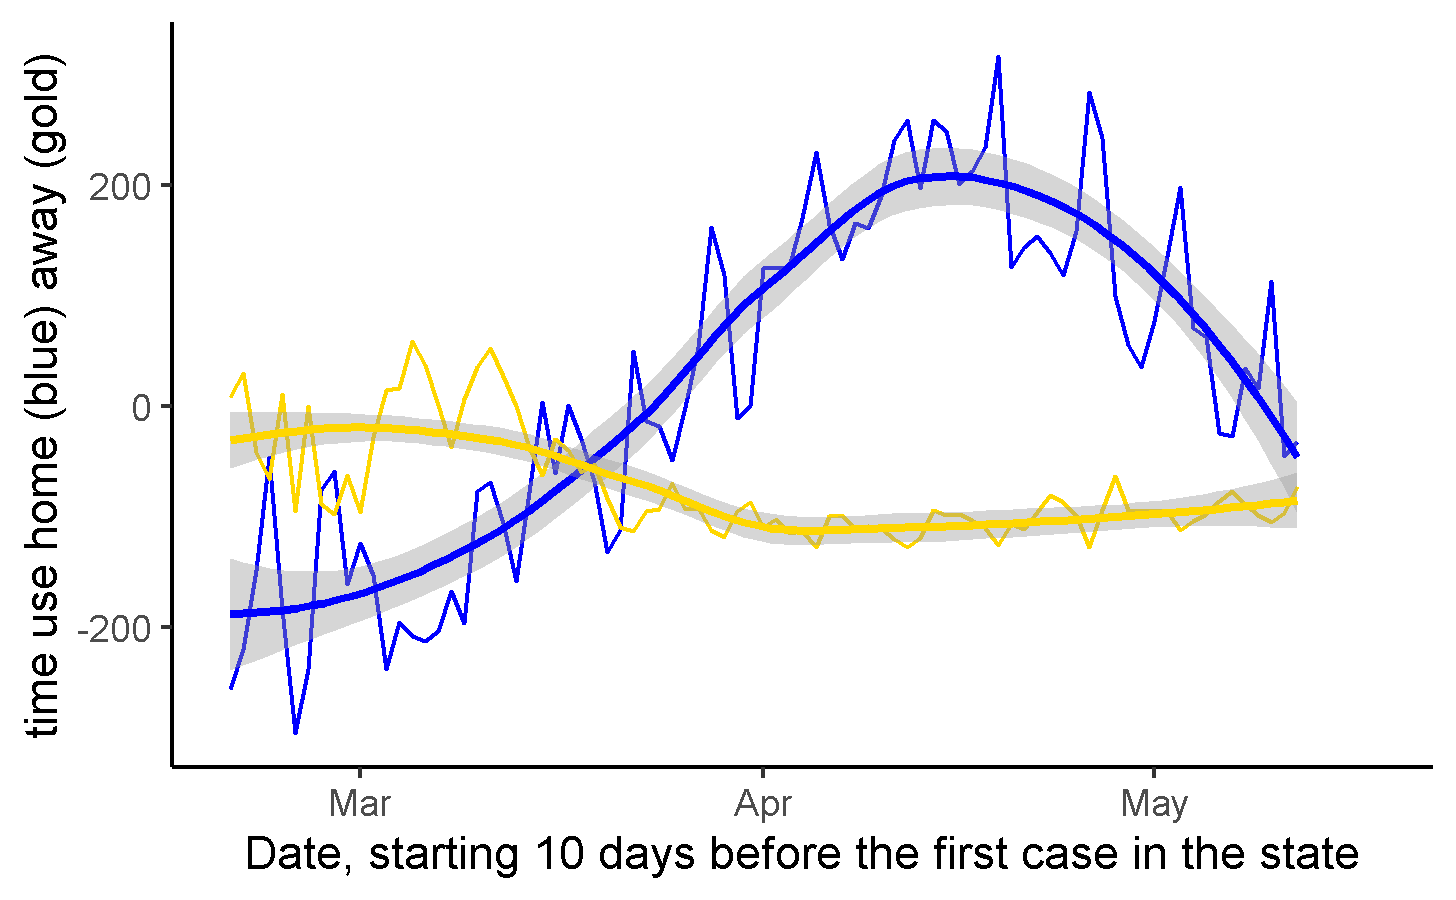 time use home (blue) away (gold)
200
0
-200
Mar
Apr
May
Date, starting 10 days before the first case in the state